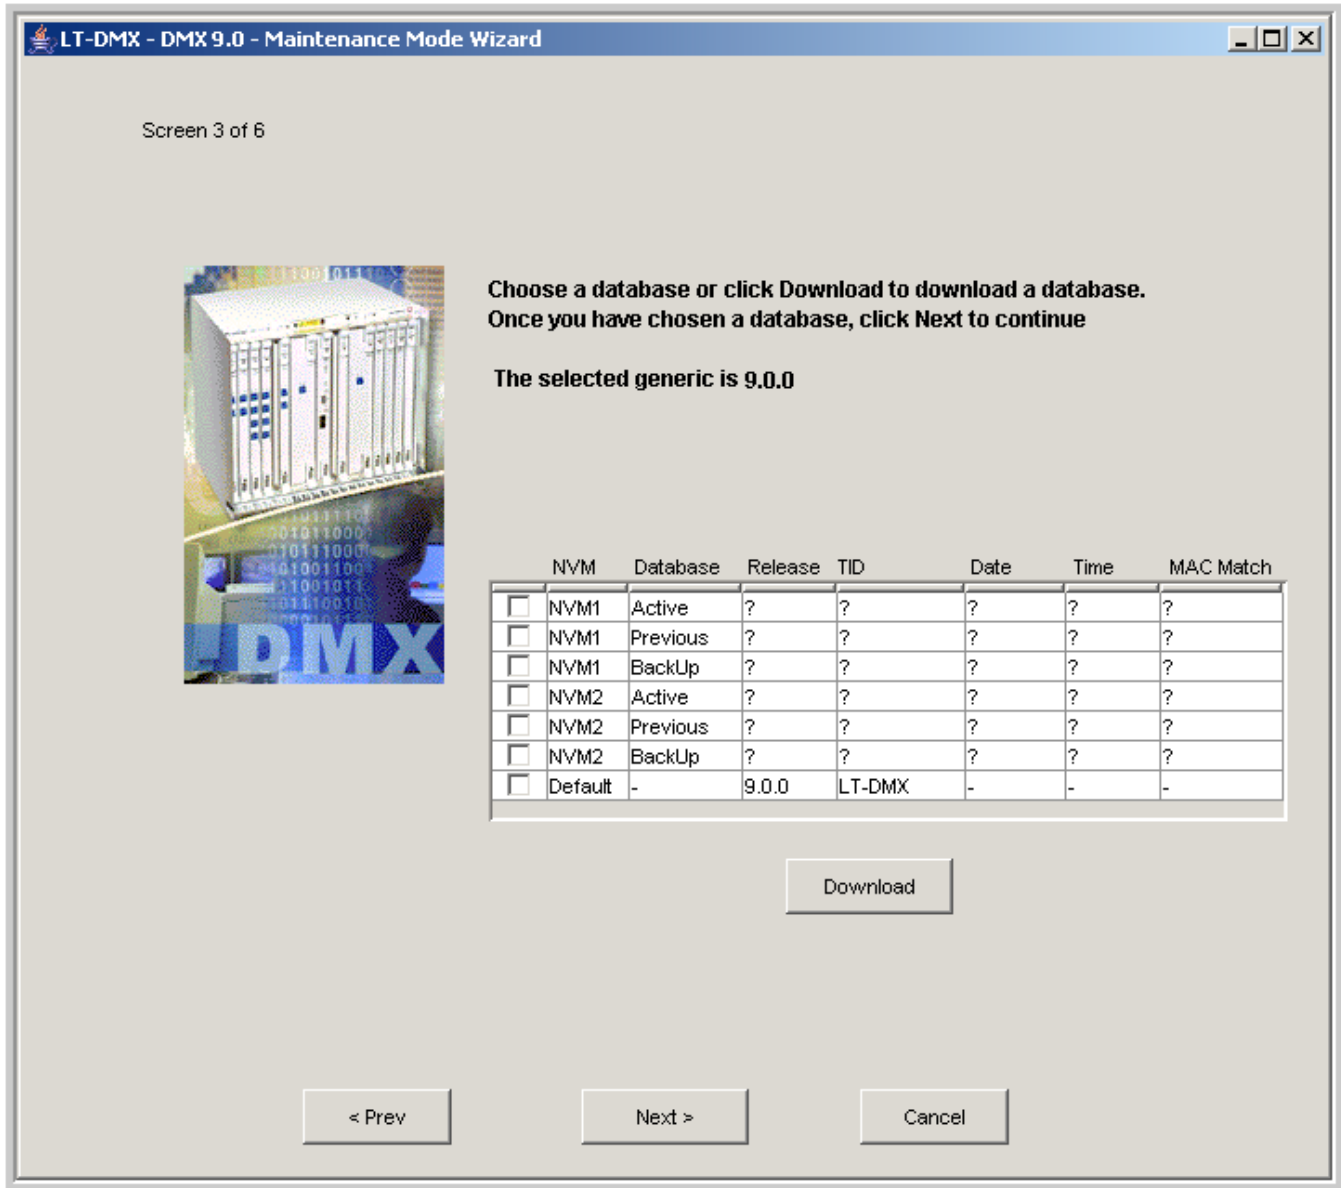 LT-DMX - DMX 9.0 - Maintenance Mode Wizard
Screen 3 of 6
Choose a database or click Download to download a database.
Once you have chosen a database, click Next to continue
The selected generic is 9.0.0
DMX
NVM Database Release TID Date Time MAC Match
NVM1 Active ? ? ? ? ?
NVM1 Previous ? ? ? ? ?
NVM1 BackUp ? ? ? ? ?
NVM2 Active ? ? ? ? ?
NVM2 Previous ? ? ? ? ?
NVM2 BackUp ? ? ? ? ?
Default - 9.0.0 LT-DMX - - -
Download
< Prev Next > Cancel